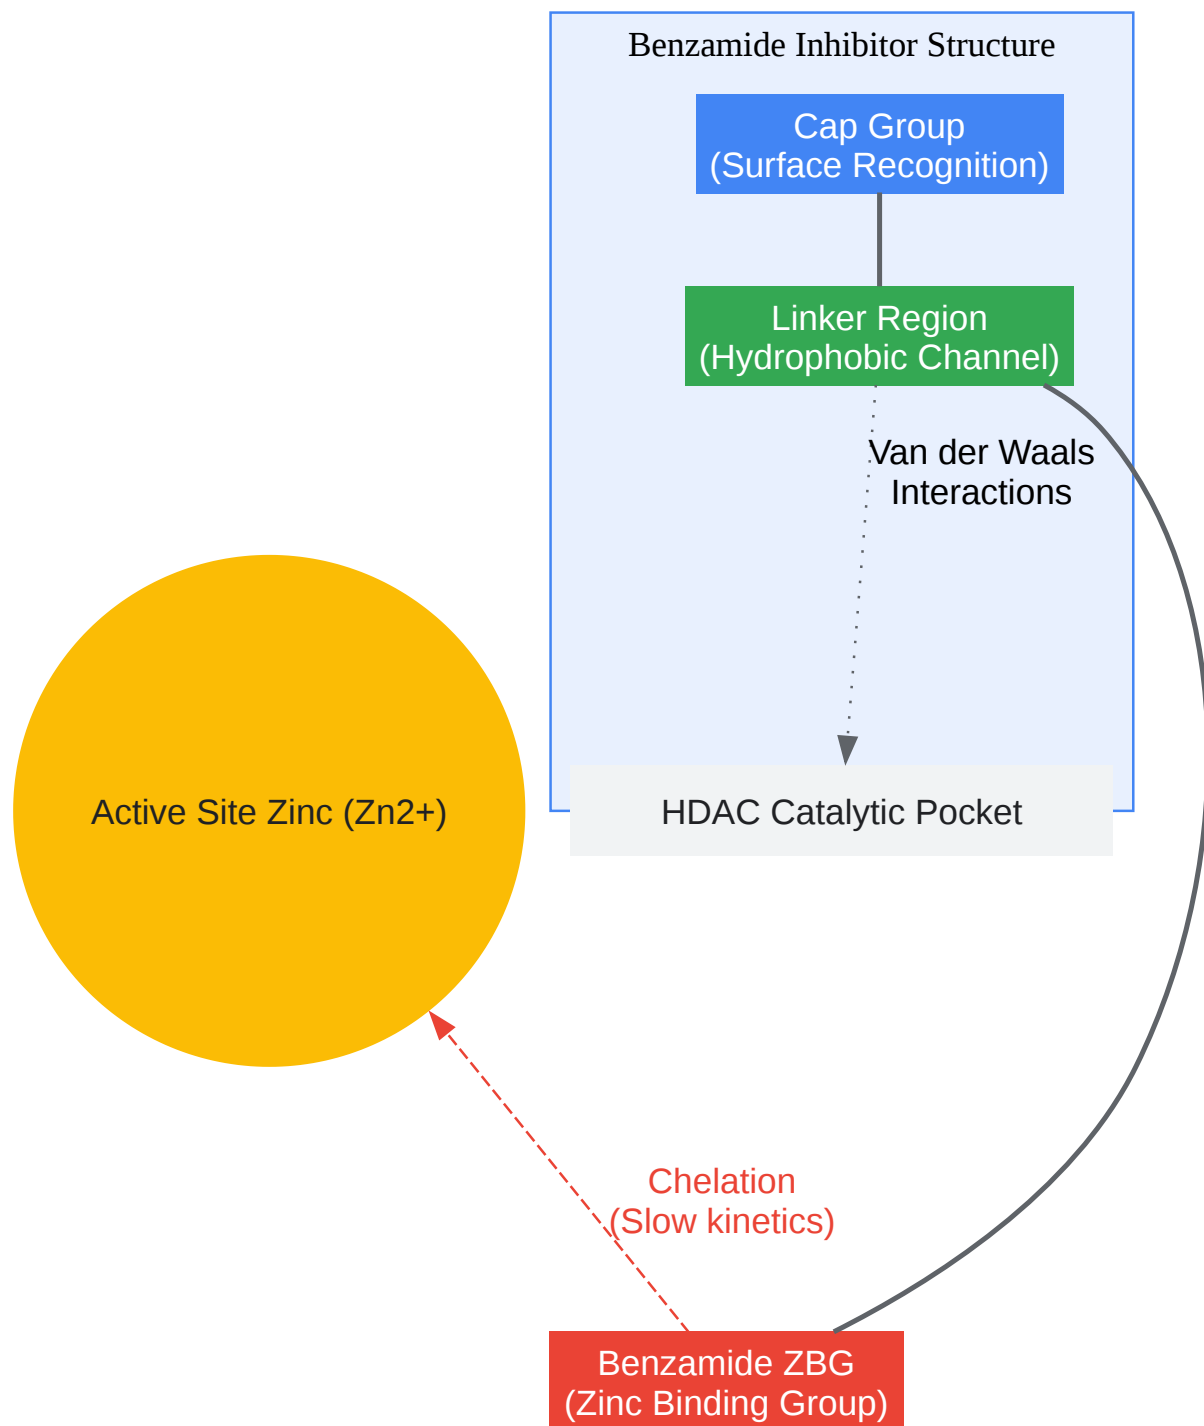 Benzamide Inhibitor Structure
Cap Group
(Surface Recognition)
Linker Region
(Hydrophobic Channel)
Van der Waals
Interactions
Active Site Zinc (Zn2+)
HDAC Catalytic Pocket
Chelation
(Slow kinetics)
Benzamide ZBG
(Zinc Binding Group)